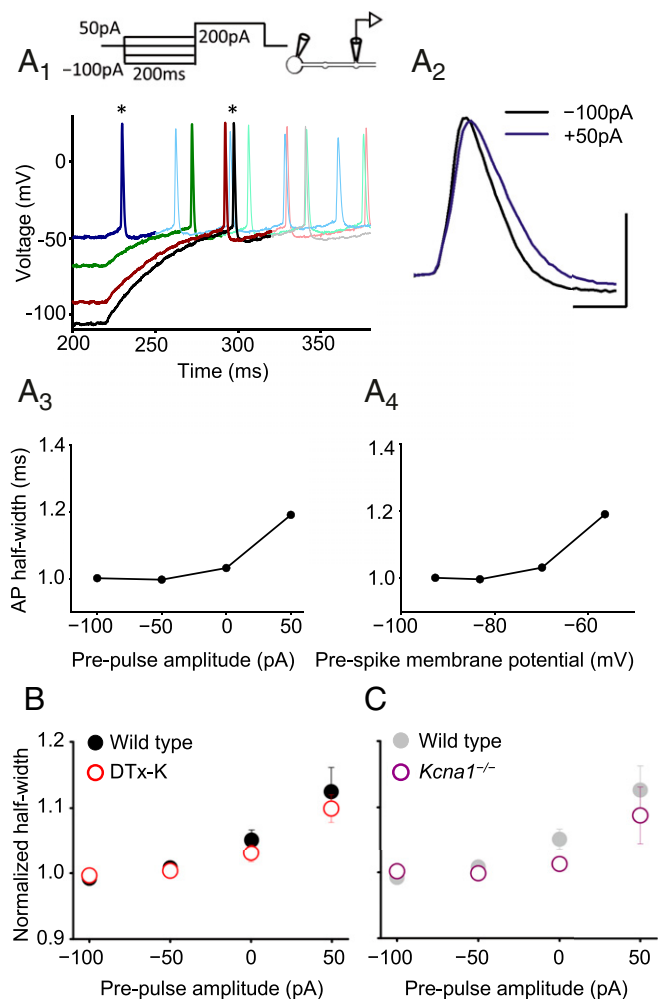 50pA
200pA
−100pA
200ms
A1
A2
* *
−100pA
+50pA
Voltage (mV)
0
−50
−100
200 250 300 350
Time (ms)
A3
A4
AP half-width (ms)
1.4
1.2
1.0
−100 −50 0 50
Pre-pulse amplitude (pA)
1.4
1.2
1.0
−100 −80 −60
Pre-spike membrane potential (mV)
B
C
Wild type
DTx-K
Wild type
Kcna1−/−
Normalized half-width
1.2
1.1
1.0
0.9
−100 −50 0 50
Pre-pulse amplitude (pA)
−100 −50 0 50
Pre-pulse amplitude (pA)